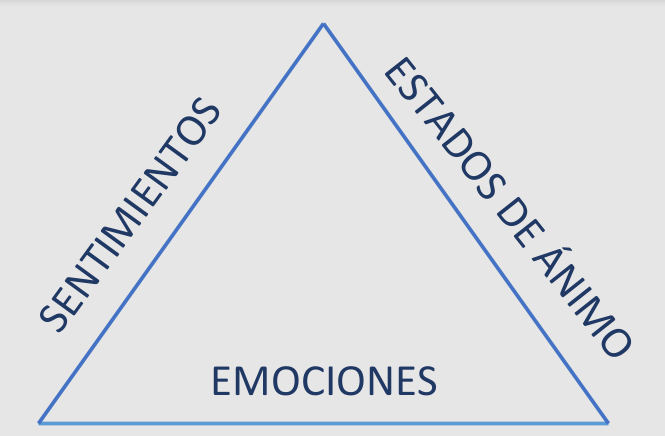 SENTIMIENTOS
ESTADOS DE ÁNIMO
EMOCIONES